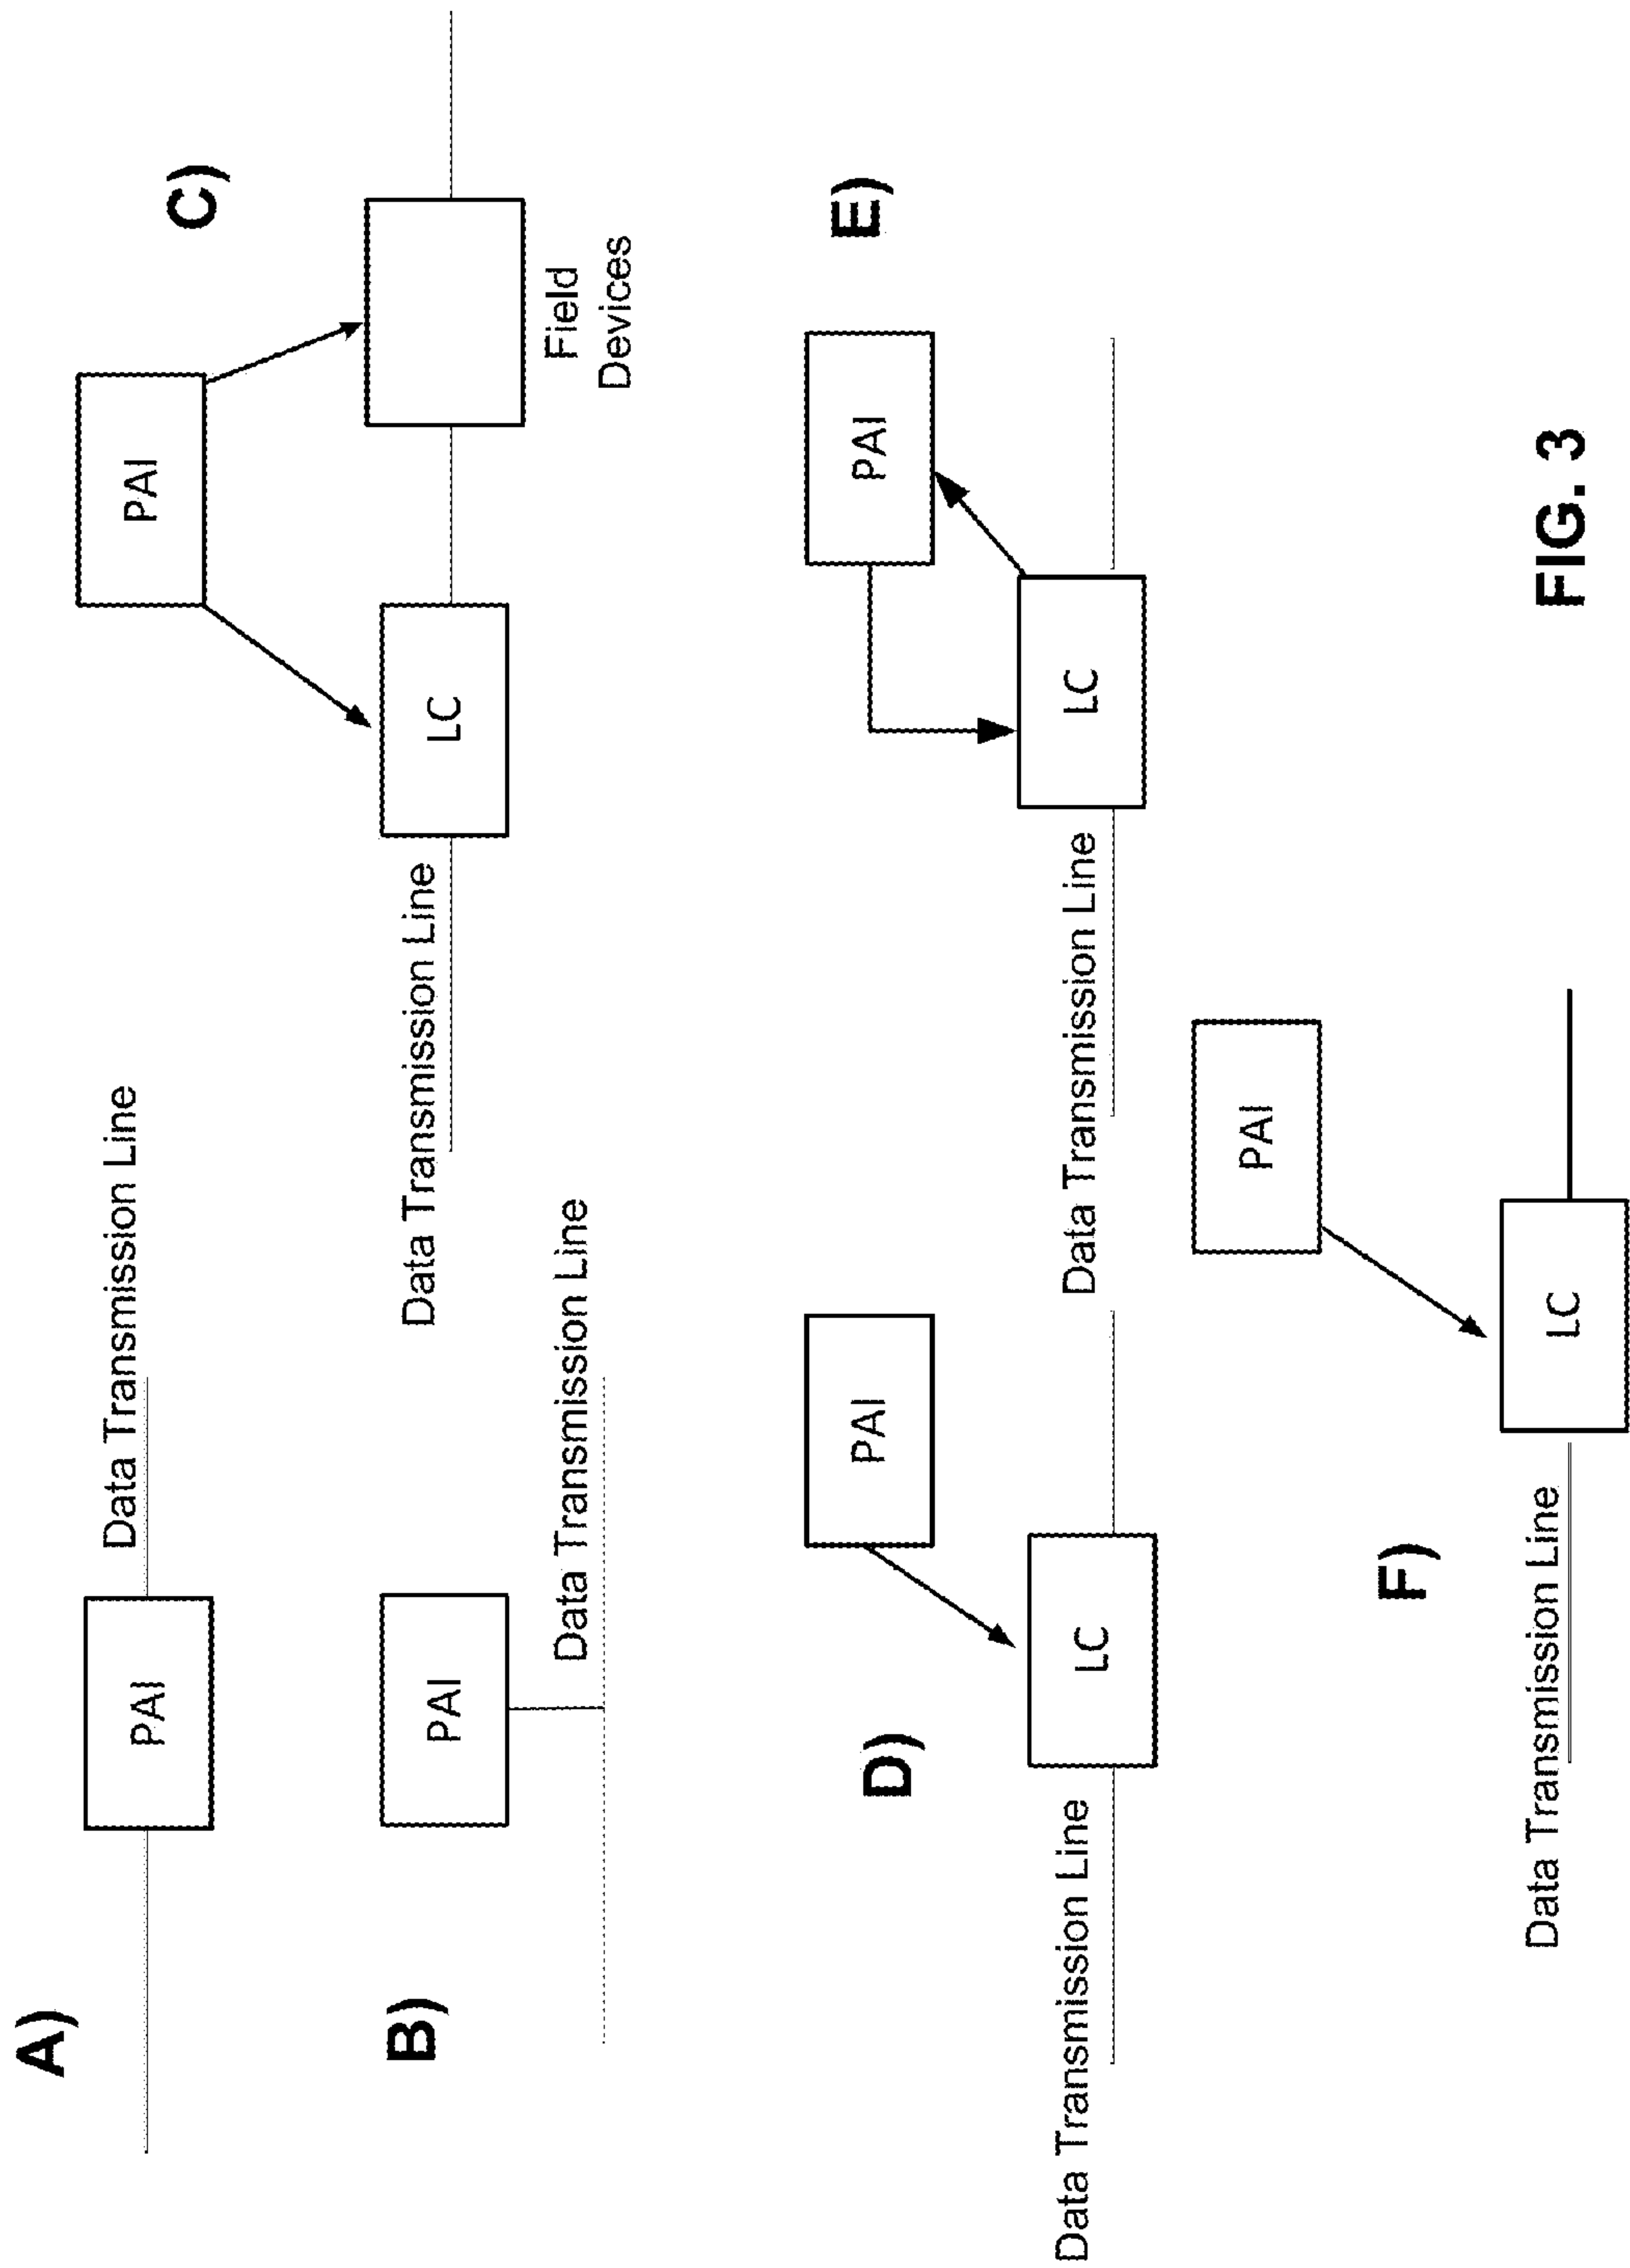 A)
PAI
Data Transmission Line
B)
PAI
Data Transmission Line
C)
PAI
Data Transmission Line
LC
Field
Devices
D)
PAI
Data Transmission Line
LC
E)
PAI
Data Transmission Line
LC
F)
PAI
Data Transmission Line
LC
FIG. 3